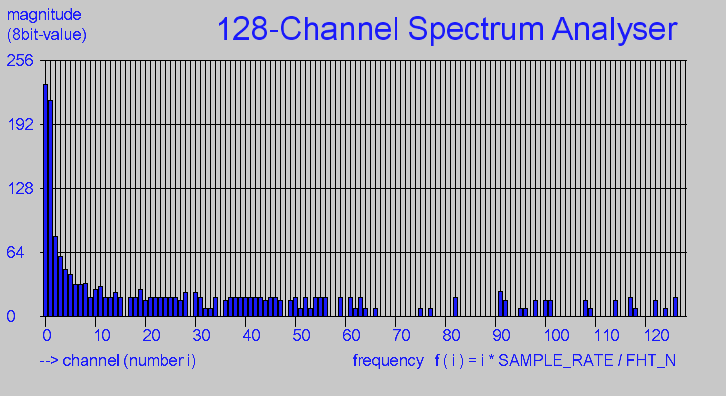 magnitude
(8bit-value)
128-Channel Spectrum Analyser
256
192
128
64
0
0 10 20 30 40 50 60 70 80 90 100 110 120
--> channel (number i)
frequency f ( i ) = i * SAMPLE_RATE / FHT_N